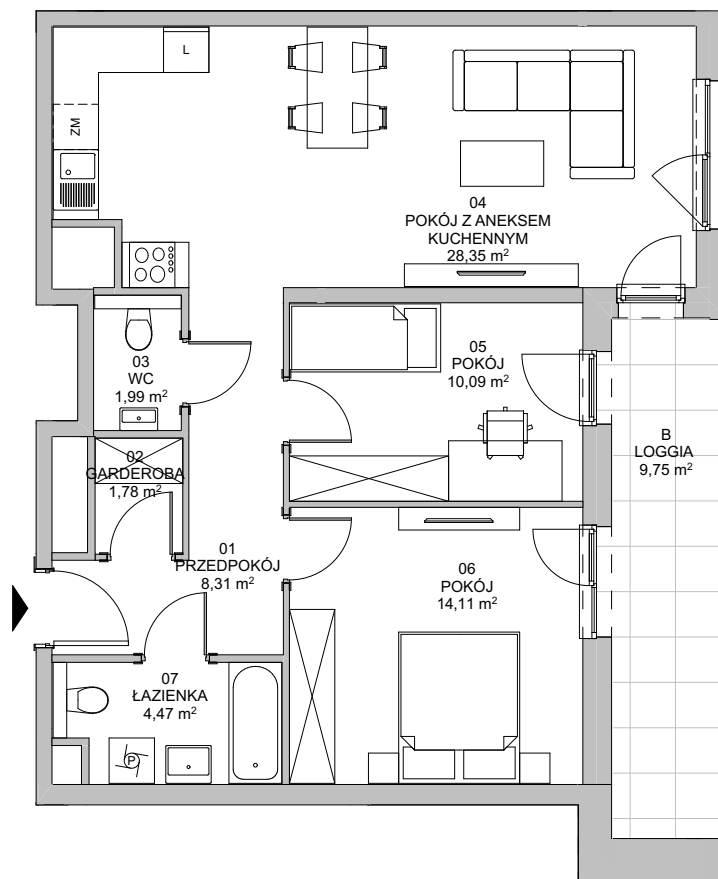 L
ZM
04
POKÓJ Z ANEKSEM
KUCHENNYM
28,35 m²
03
WC
1,99 m²
05
POKÓJ
10,09 m²
B
LOGGIA
9,75 m²
02
GARDEROBA
1,78 m²
01
PRZEDPOKÓJ
8,31 m²
06
POKÓJ
14,11 m²
07
ŁAZIENKA
4,47 m²
P